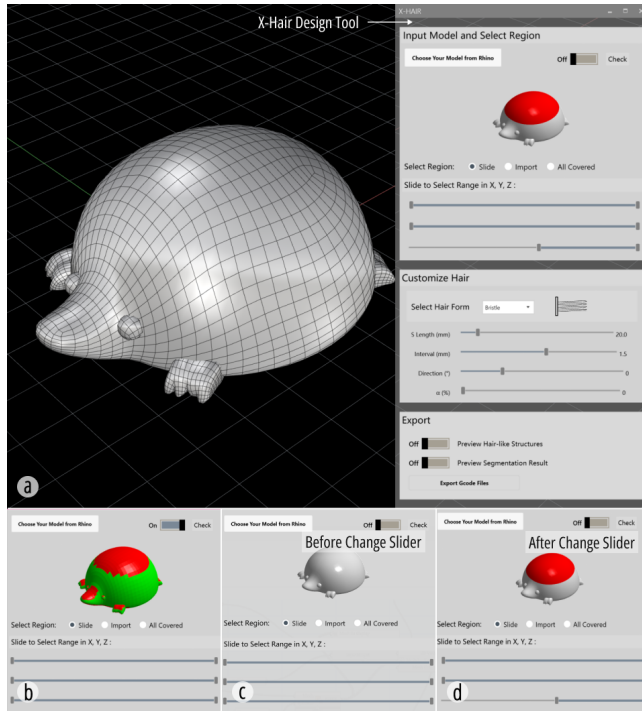 X-Hair Design Tool
X-HAIR
Input Model and Select Region
Choose Your Model from Rhino
Off
Check
Select Region:
Slide
Import
All Covered
Slide to Select Range in X, Y, Z :
Customize Hair
Select Hair Form
Bristle
S Length (mm)
20.0
Interval (mm)
1.5
Direction (°)
0
α (%)
0
Export
Off
Preview Hair-like Structures
Off
Preview Segmentation Result
Export Gcode Files
a
Choose Your Model from Rhino
On
Check
Select Region:
Slide
Import
All Covered
Slide to Select Range in X, Y, Z :
b
Choose Your Model from Rhino
Off
Check
Before Change Slider
Select Region:
Slide
Import
All Covered
Slide to Select Range in X, Y, Z :
c
Choose Your Model from Rhino
Off
Check
After Change Slider
Select Region:
Slide
Import
All Covered
Slide to Select Range in X, Y, Z :
d